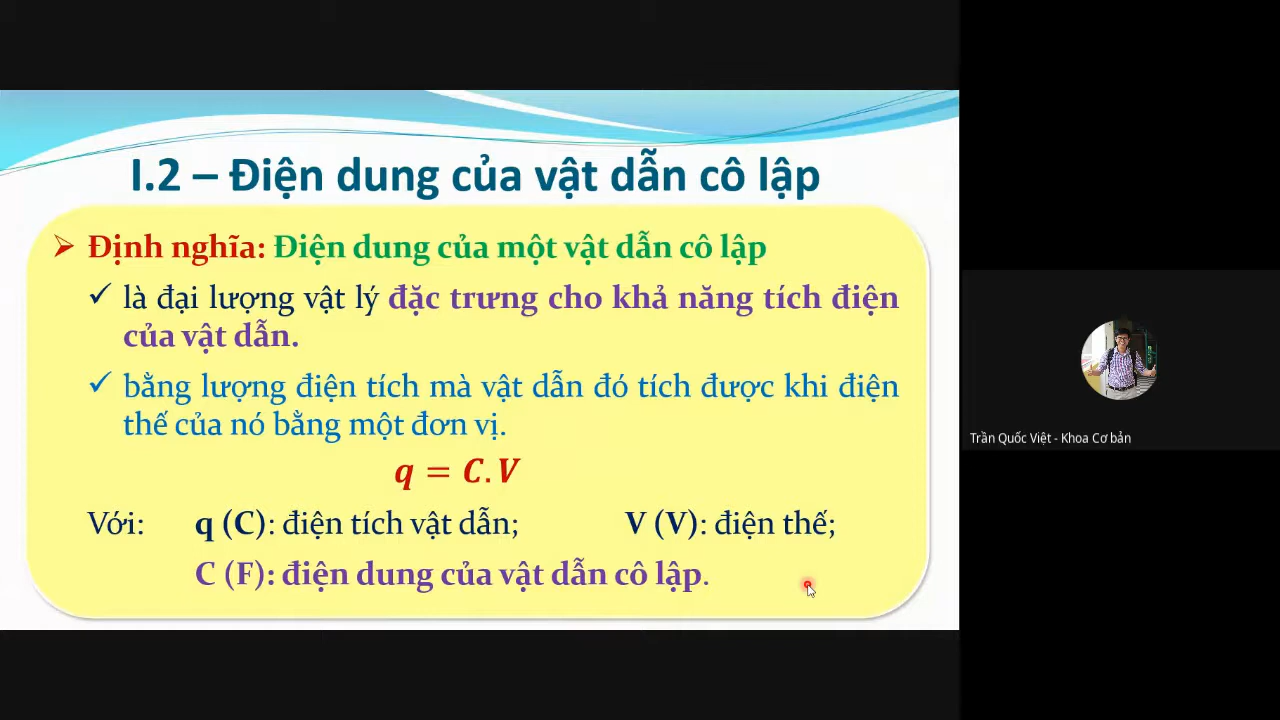 I.2 – Điện dung của vật dẫn cô lập
Định nghĩa: Điện dung của một vật dẫn cô lập
là đại lượng vật lý đặc trưng cho khả năng tích điện
của vật dẫn.
bằng lượng điện tích mà vật dẫn đó tích được khi điện
thế của nó bằng một đơn vị.
q = C.V
Với: q (C): điện tích vật dẫn; V (V): điện thế;
C (F): điện dung của vật dẫn cô lập.
Trần Quốc Việt - Khoa Cơ bản